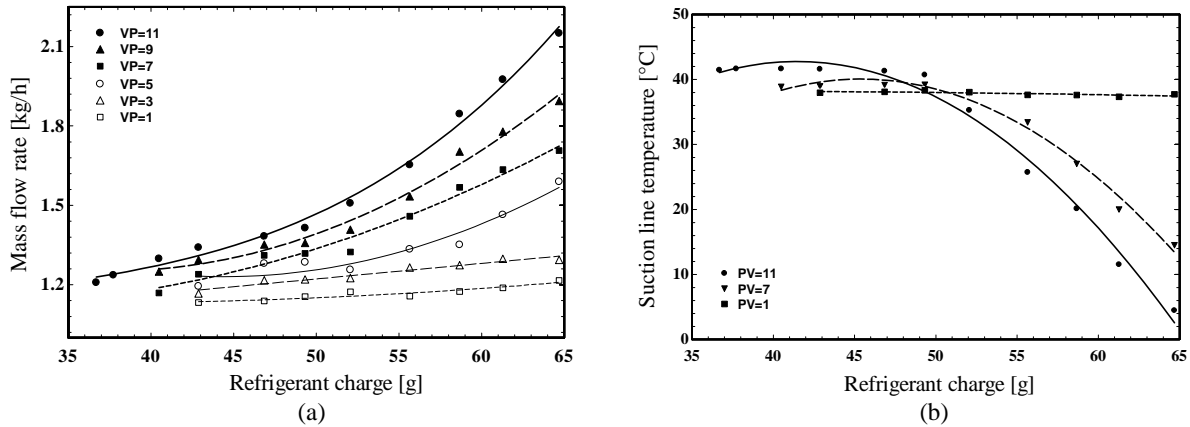 Mass flow rate [kg/h]
2.1
1.8
1.5
1.2
VP=11
VP=9
VP=7
VP=5
VP=3
VP=1
35 40 45 50 55 60 65
Refrigerant charge [g]
(a)
Suction line temperature [°C]
50
40
30
20
10
0
PV=11
PV=7
PV=1
35 40 45 50 55 60 65
Refrigerant charge [g]
(b)